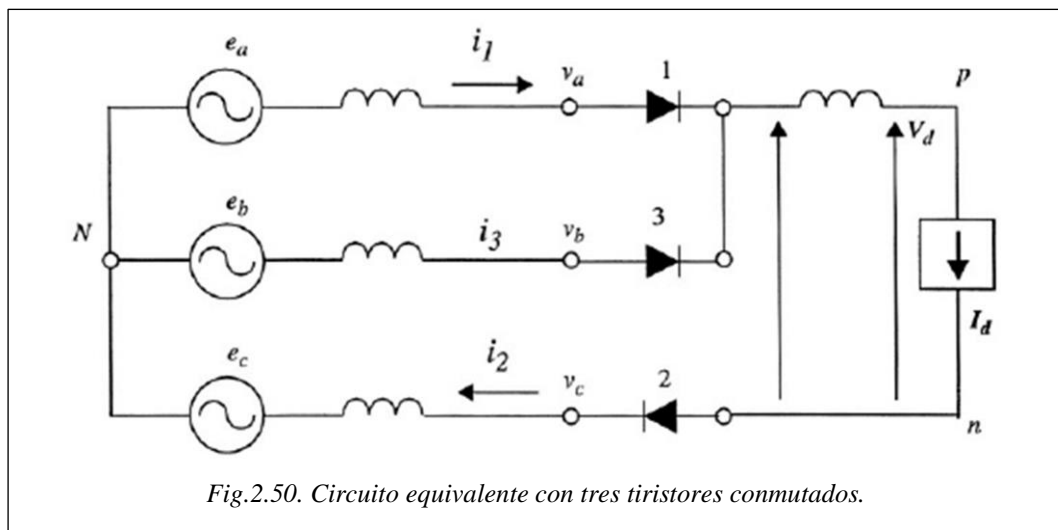 e_a
i_1
v_a
1
p
V_d
e_b
N
i_3
v_b
3
I_d
e_c
i_2
v_c
2
n
Fig.2.50. Circuito equivalente con tres tiristores conmutados.